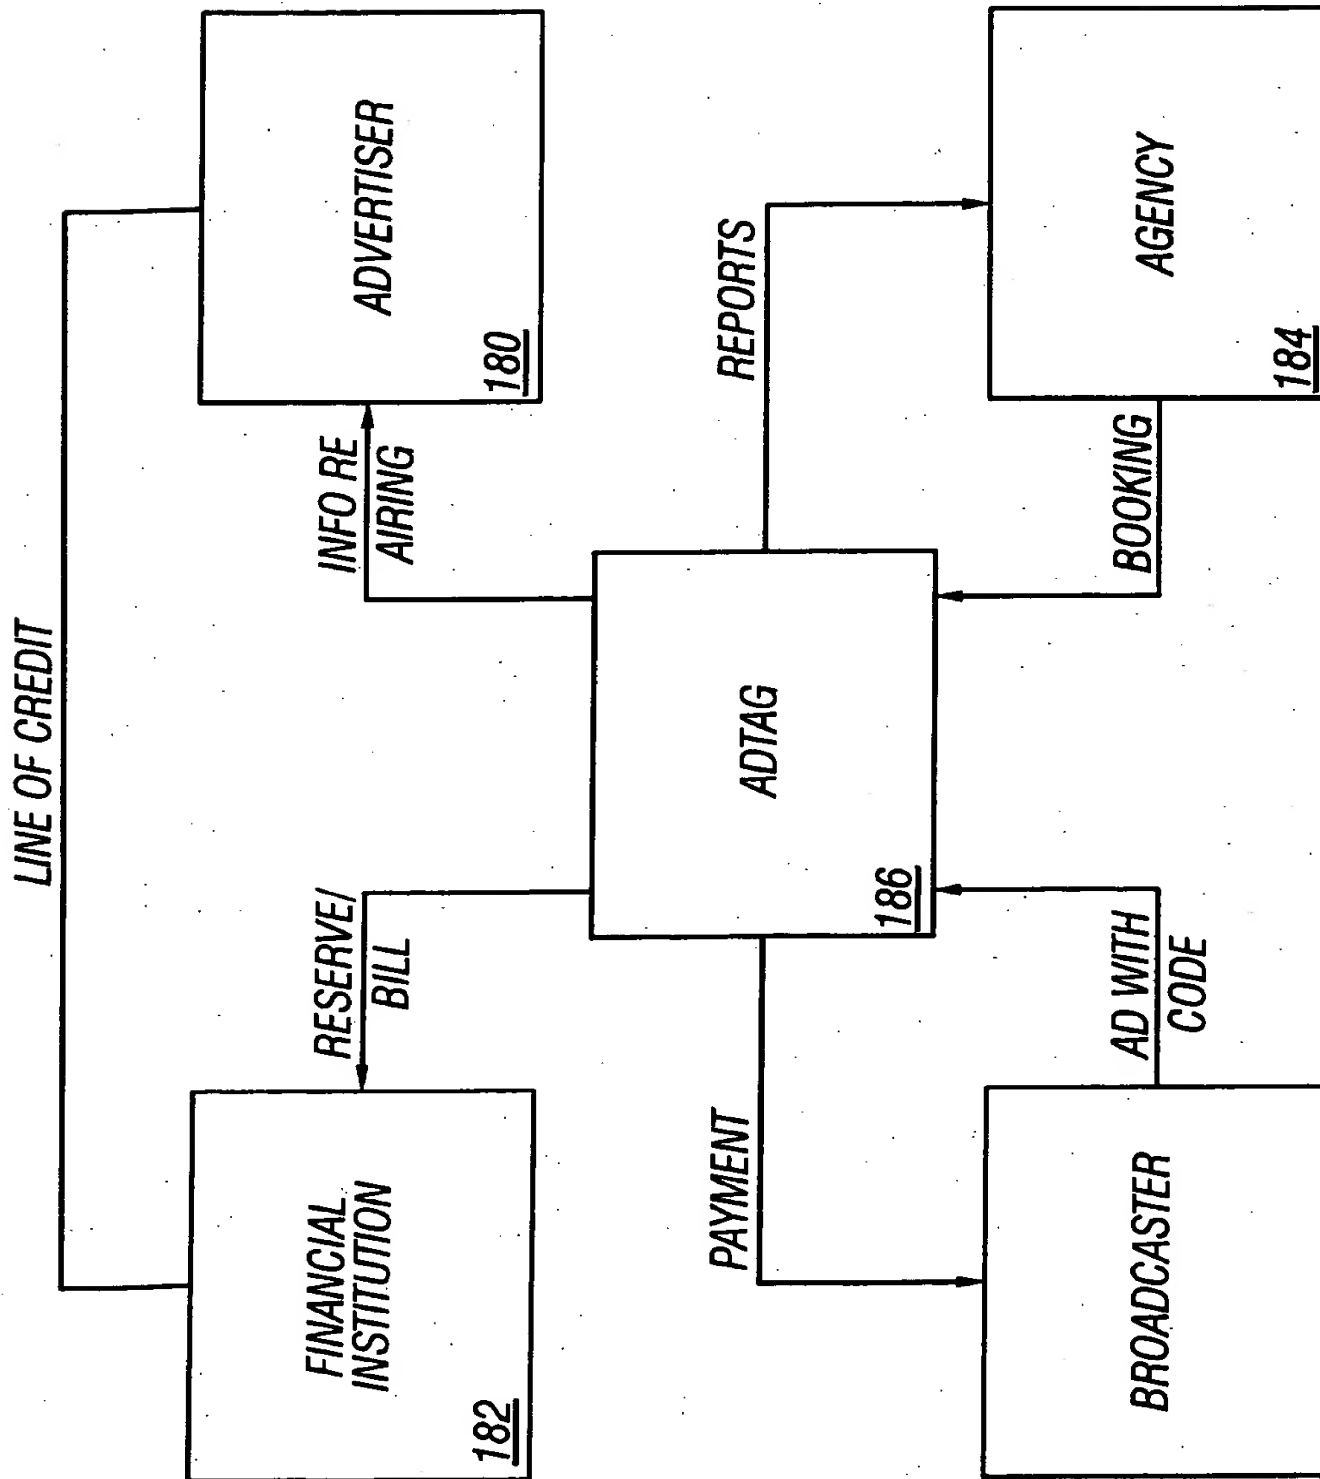 LINE OF CREDIT
FINANCIAL
INSTITUTION
182
RESERVE/
BILL
INFO RE
AIRING
ADVERTISER
180
PAYMENT
ADTAG
186
REPORTS
BROADCASTER
AD WITH
CODE
BOOKING
AGENCY
184